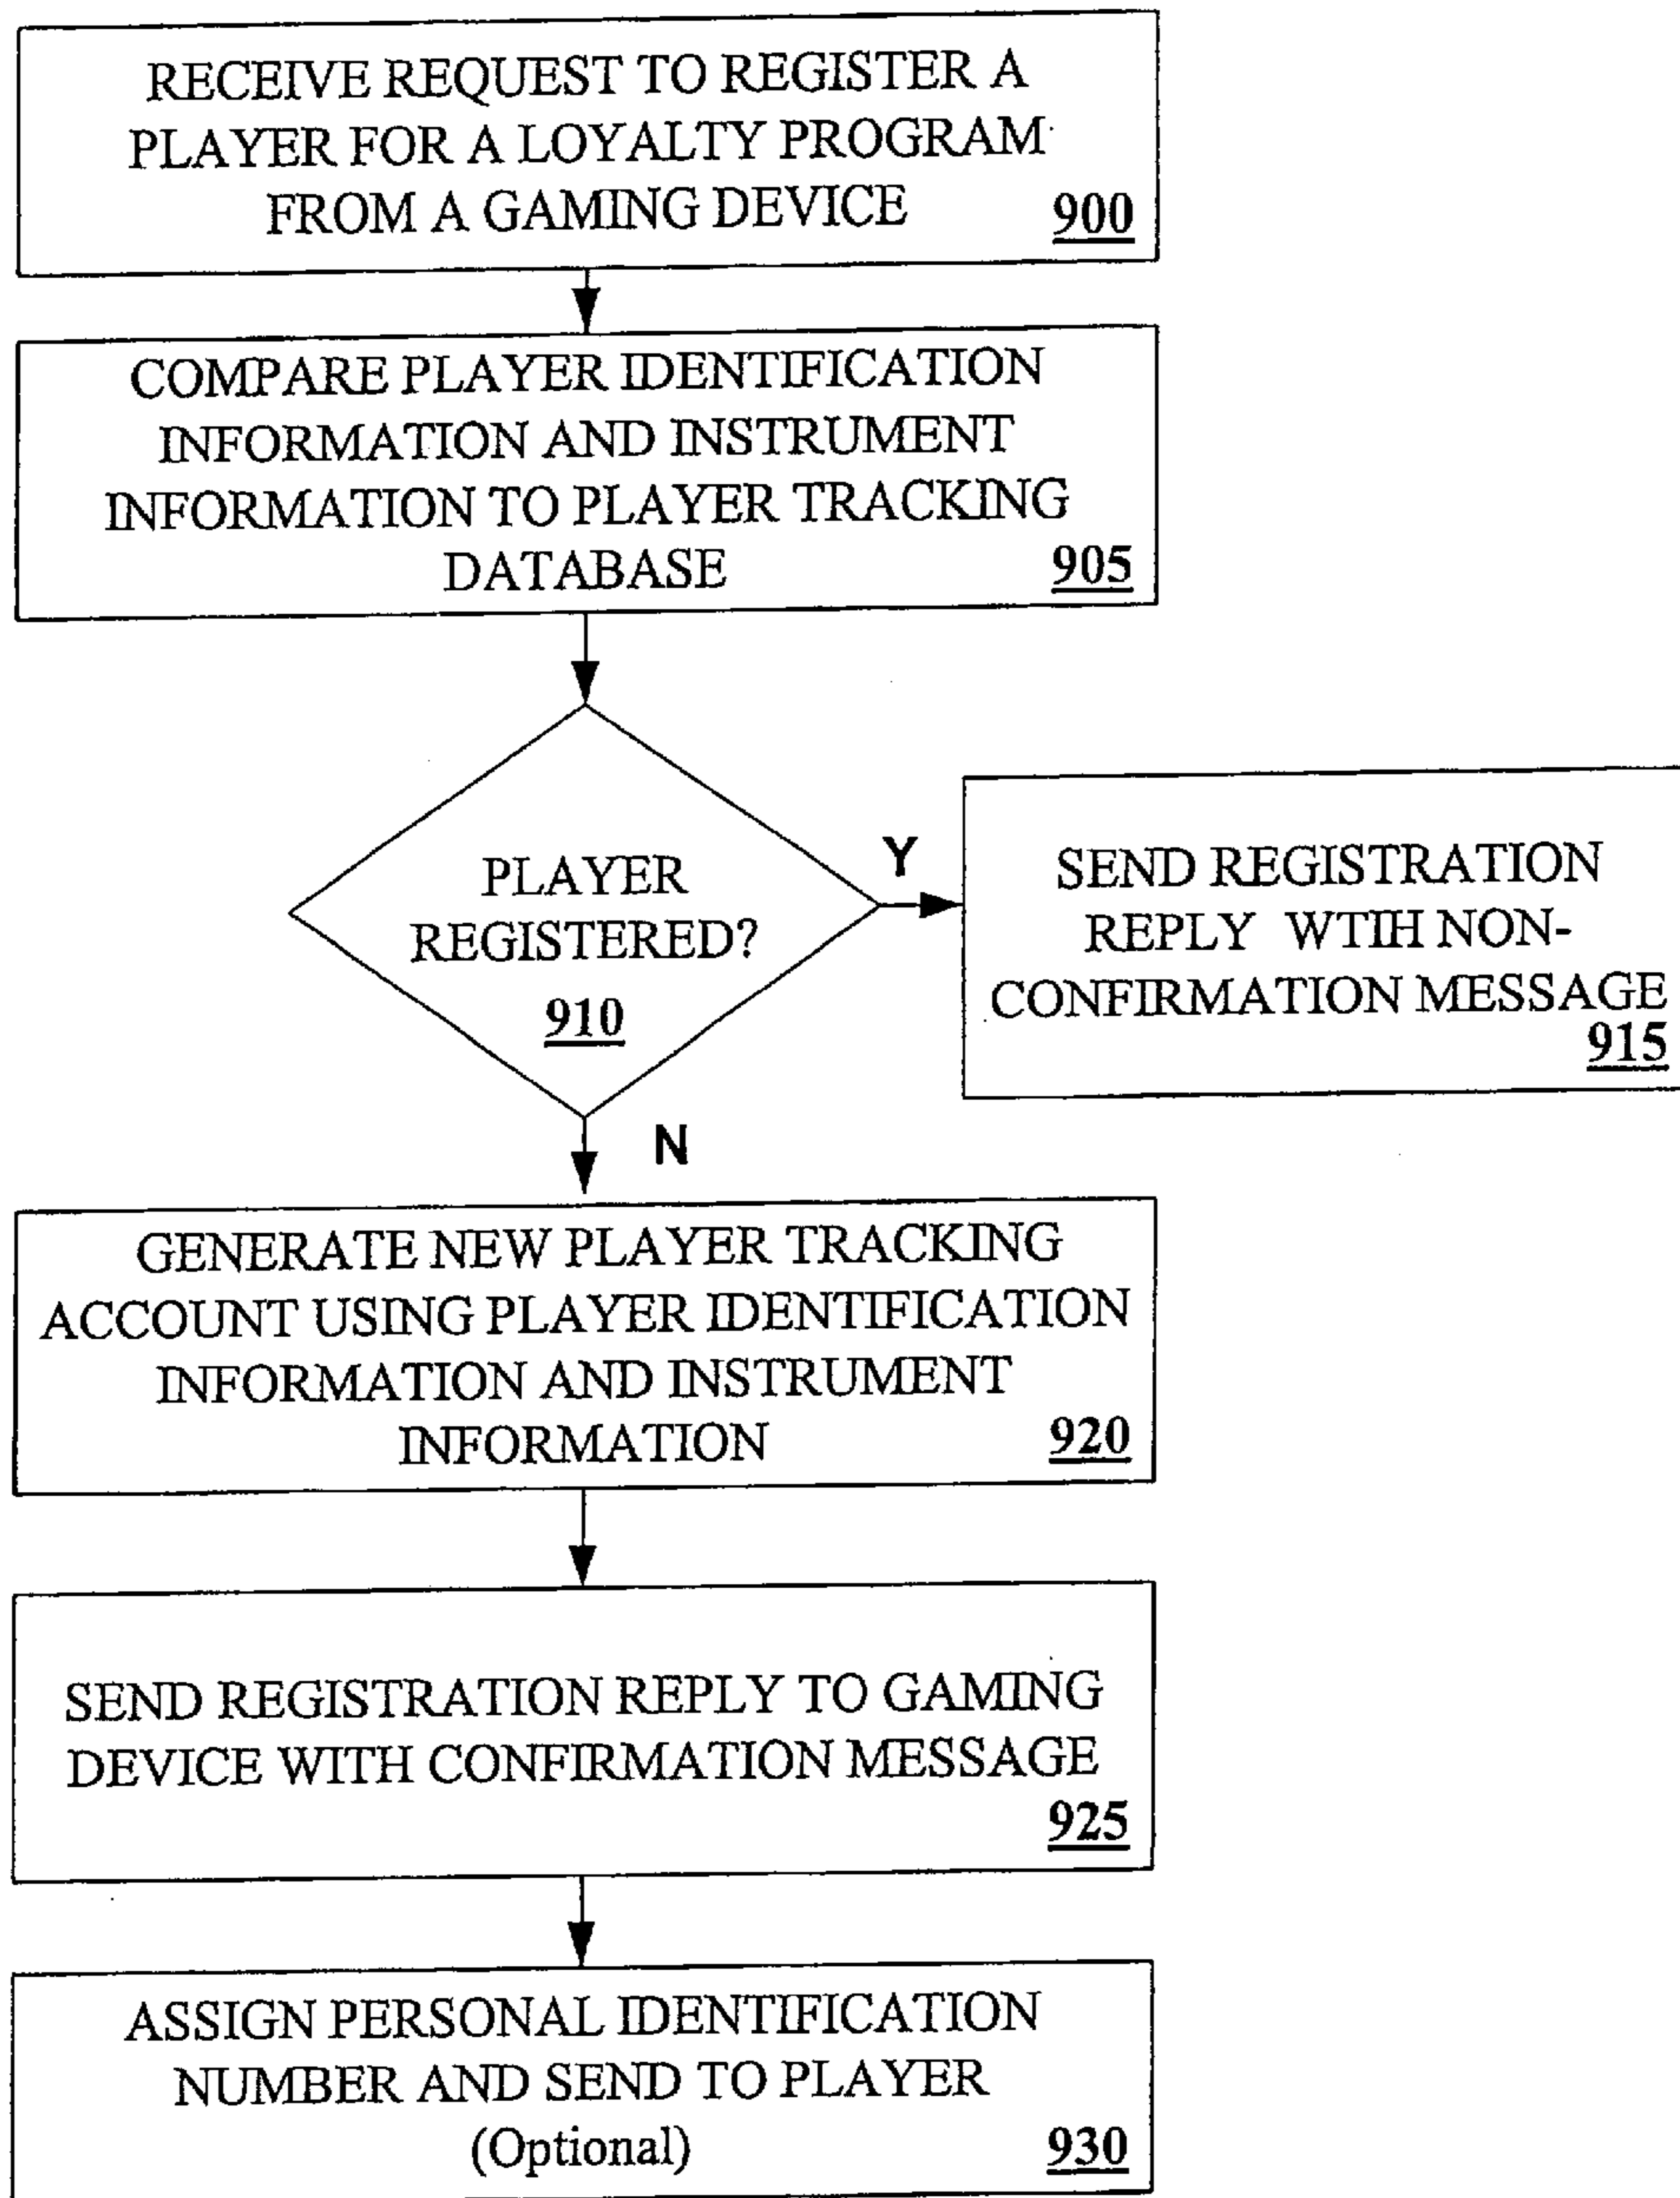 RECEIVE REQUEST TO REGISTER A
PLAYER FOR A LOYALTY PROGRAM
FROM A GAMING DEVICE
900
COMPARE PLAYER IDENTIFICATION
INFORMATION AND INSTRUMENT
INFORMATION TO PLAYER TRACKING
DATABASE
905
PLAYER
REGISTERED?
910
Y
SEND REGISTRATION
REPLY WTIH NON-
CONFIRMATION MESSAGE
915
N
GENERATE NEW PLAYER TRACKING
ACCOUNT USING PLAYER IDENTIFICATION
INFORMATION AND INSTRUMENT
INFORMATION
920
SEND REGISTRATION REPLY TO GAMING
DEVICE WITH CONFIRMATION MESSAGE
925
ASSIGN PERSONAL IDENTIFICATION
NUMBER AND SEND TO PLAYER
(Optional)
930